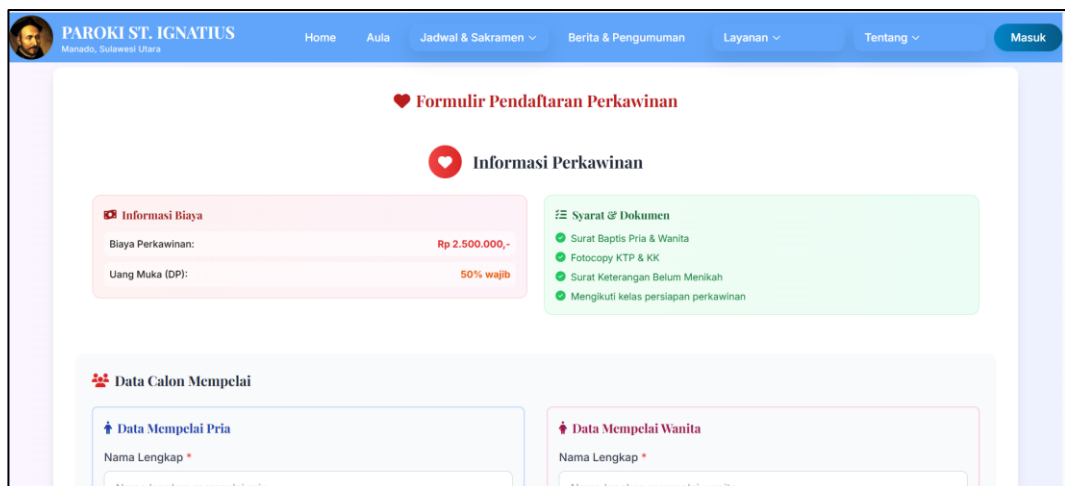 PAROKI ST. IGNATIUS
Manado, Sulawesi Utara
Home Aula Jadwal & Sakramen Berita & Pengumuman Layanan Tentang Masuk
Formulir Pendaftaran Perkawinan
Informasi Perkawinan
Informasi Biaya
Biaya Perkawinan: Rp 2.500.000,-
Uang Muka (DP): 50% wajib
Syarat & Dokumen
Surat Baptis Pria & Wanita
Fotocopy KTP & KK
Surat Keterangan Belum Menikah
Mengikuti kelas persiapan perkawinan
Data Calon Mempelai
Data Mempelai Pria
Nama Lengkap *
Data Mempelai Wanita
Nama Lengkap *